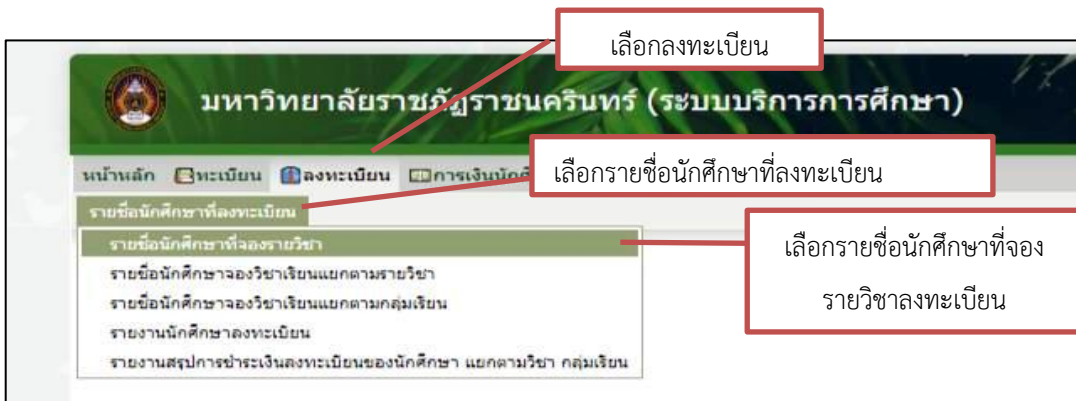 เลือกลงทะเบียน
มหาวิทยาลัยราชภัฏราชนครินทร์ (ระบบบริการการศึกษา)
หน้าหลัก ทะเบียน ลงทะเบียน การเงินนักศึ
เลือกรายชื่อนักศึกษาที่ลงทะเบียน
รายชื่อนักศึกษาที่ลงทะเบียน
รายชื่อนักศึกษาที่จองรายวิชา
เลือกรายชื่อนักศึกษาที่จอง
รายวิชาลงทะเบียน
รายชื่อนักศึกษาจองวิชาเรียนแยกตามรายวิชา
รายชื่อนักศึกษาจองวิชาเรียนแยกตามกลุ่มเรียน
รายงานนักศึกษาลงทะเบียน
รายงานสรุปการชำระเงินลงทะเบียนของนักศึกษา แยกตามวิชา กลุ่มเรียน